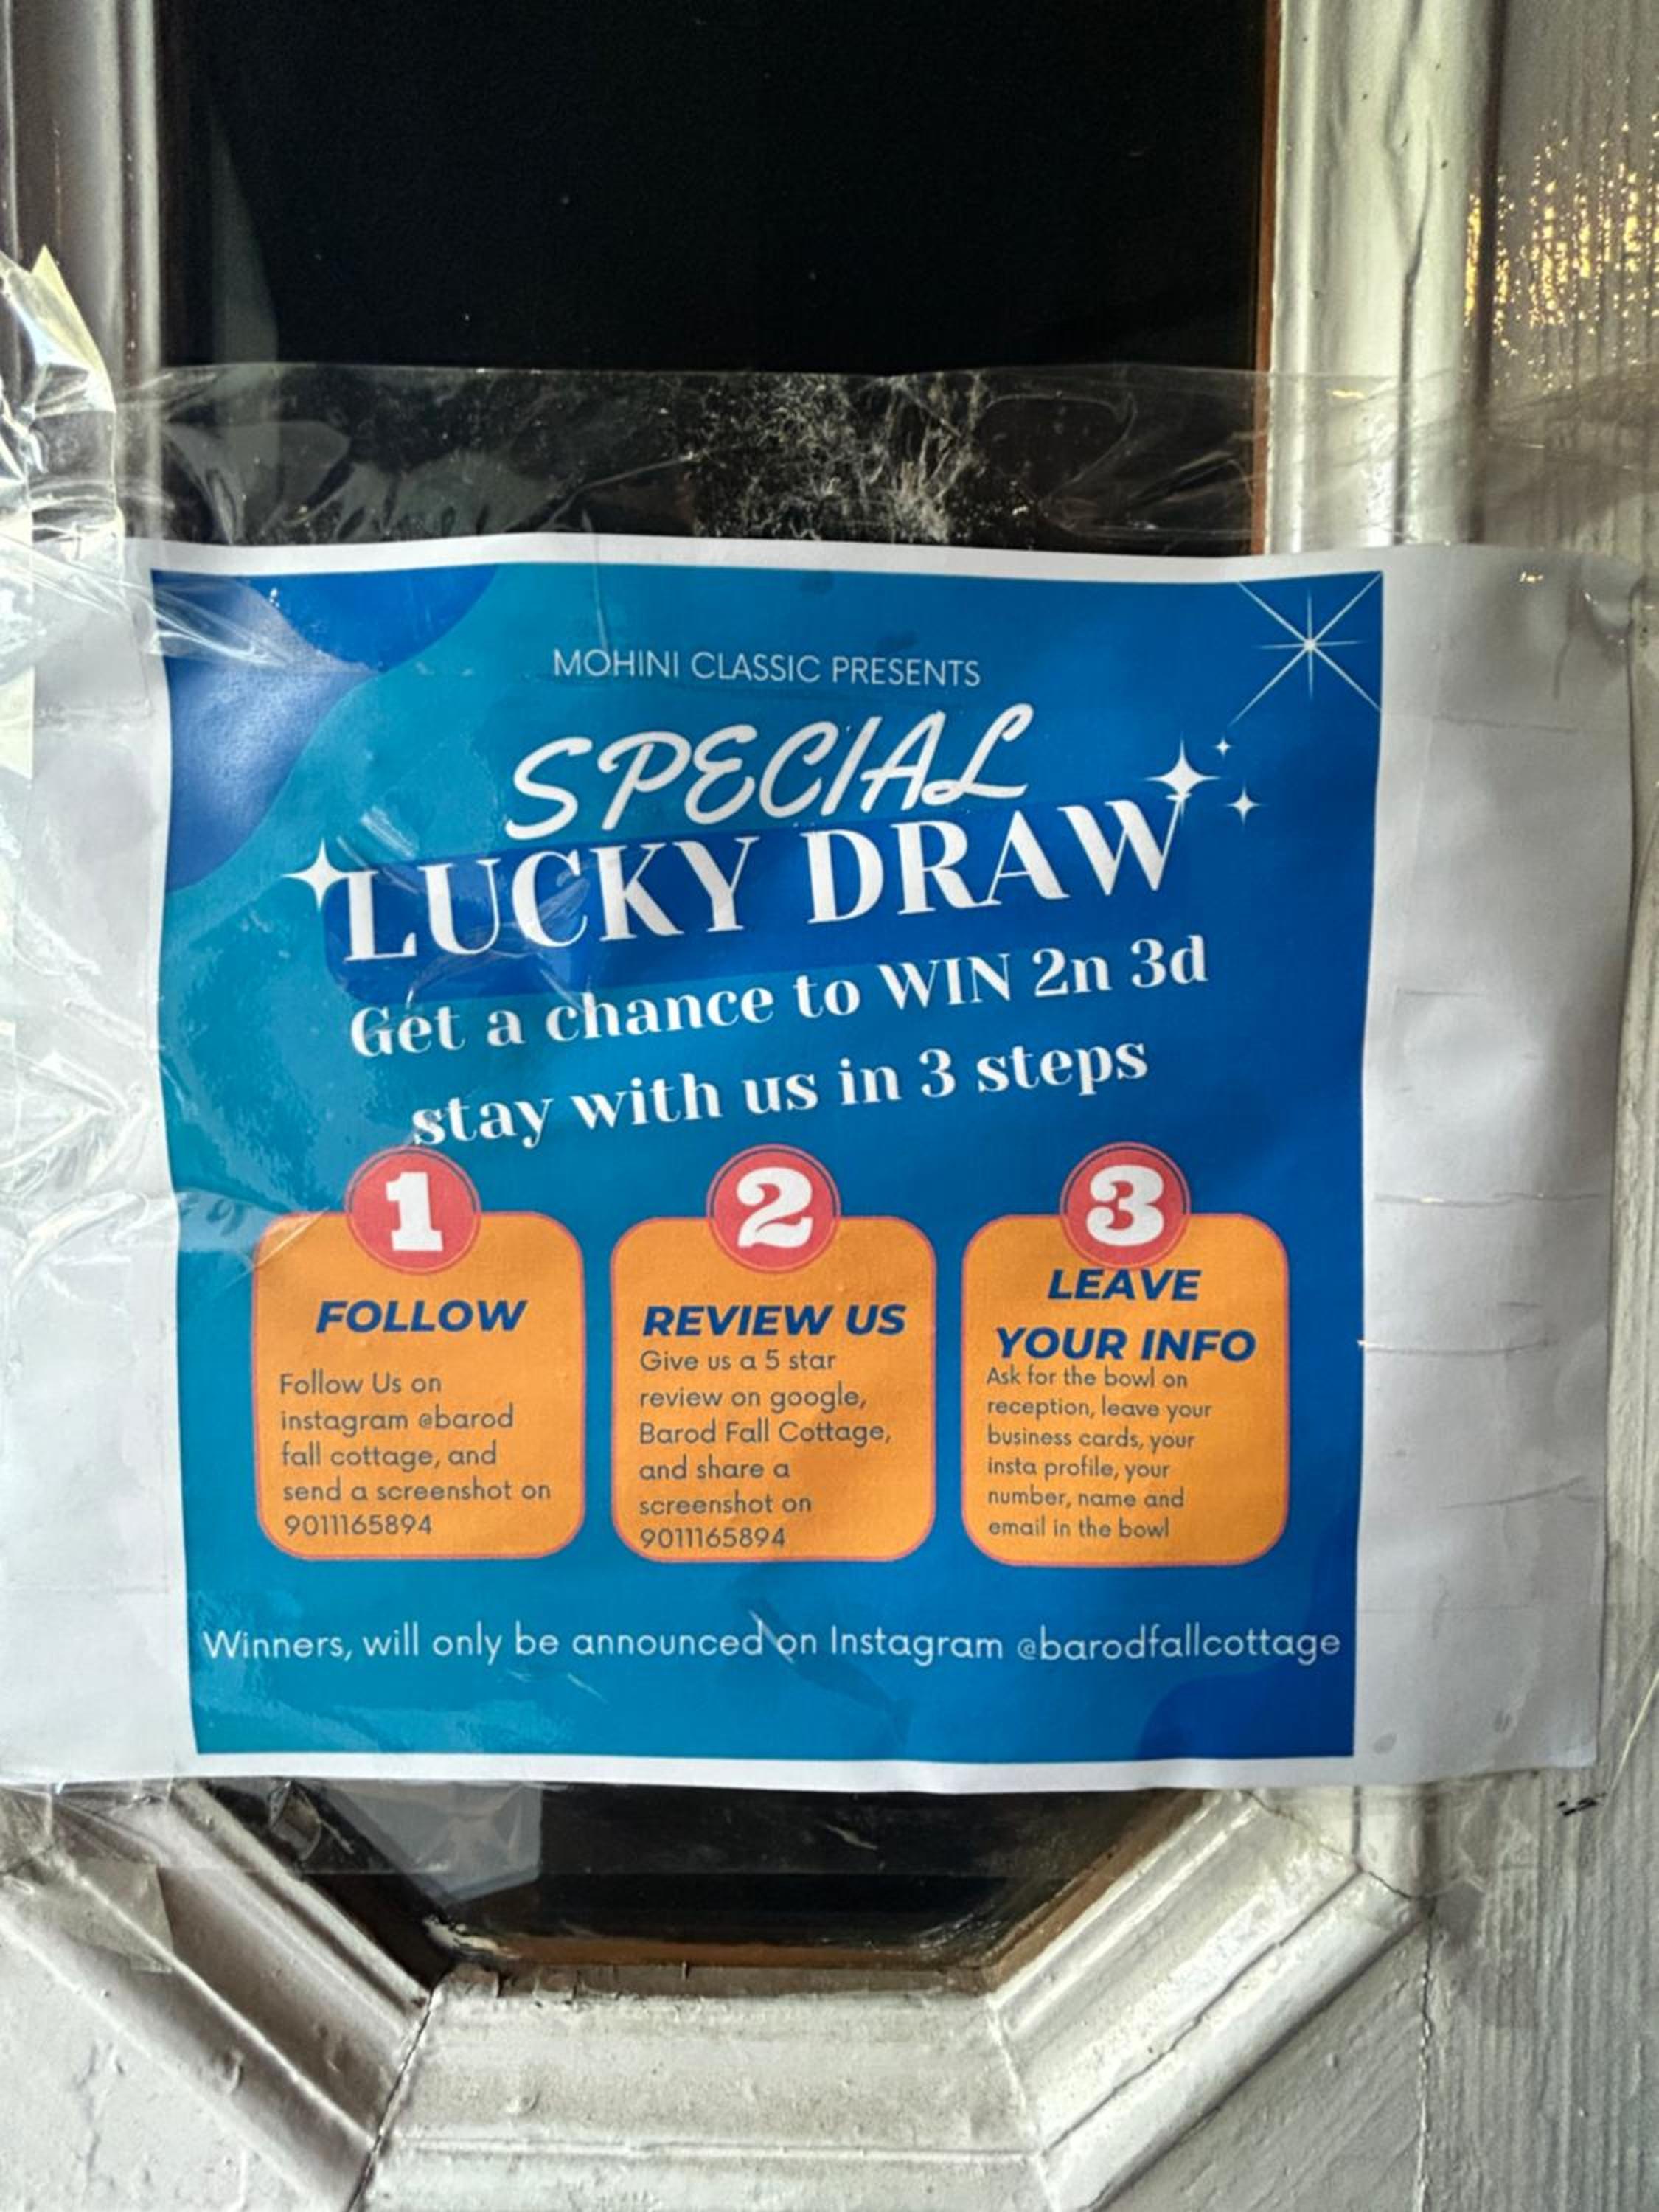 MOHINI CLASSIC PRESENTS
SPECIAL
LUCKY DRAW
Get a chance to WIN 2n 3d
stay with us in 3 steps
1
FOLLOW
Follow Us on
instagram @barod
fall cottage, and
send a screenshot on
9011165894
2
REVIEW US
Give us a 5 star
review on google,
Barod Fall Cottage,
and share a
screenshot on
9011165894
3
LEAVE
YOUR INFO
Ask for the bowl on
reception, leave your
business cards, your
insta profile, your
number, name and
email in the bowl
Winners, will only be announced on Instagram @barodfallcottage